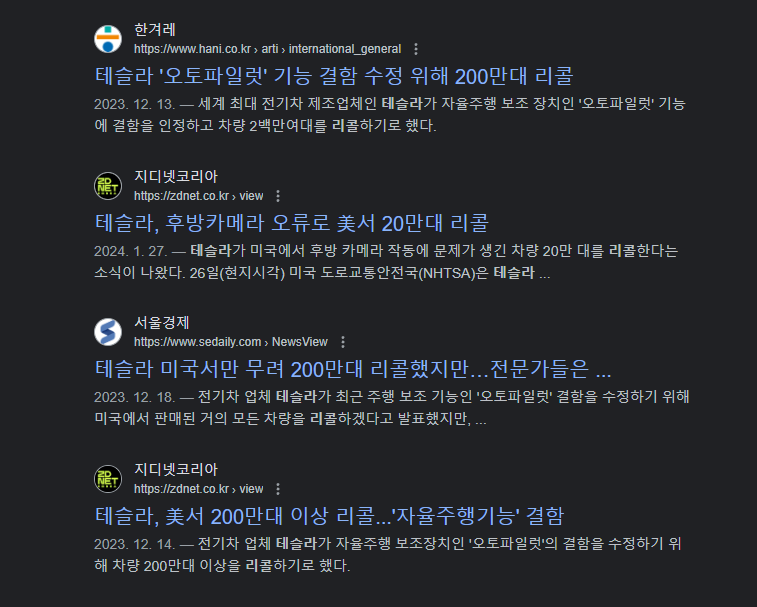 한겨레
https://www.hani.co.kr › arti › international_general
테슬라 '오토파일럿' 기능 결함 수정 위해 200만대 리콜
2023. 12. 13. — 세계 최대 전기차 제조업체인 테슬라가 자율주행 보조 장치인 '오토파일럿' 기능
에 결함을 인정하고 차량 2백만여대를 리콜하기로 했다.
ZD NET
지디넷코리아
https://zdnet.co.kr › view
테슬라, 후방카메라 오류로 美서 20만대 리콜
2024. 1. 27. — 테슬라가 미국에서 후방 카메라 작동에 문제가 생긴 차량 20만 대를 리콜한다는
소식이 나왔다. 26일(현지시각) 미국 도로교통안전국(NHTSA)은 테슬라 ...
서울경제
https://www.sedaily.com › NewsView
테슬라 미국서만 무려 200만대 리콜했지만…전문가들은 ...
2023. 12. 18. — 전기차 업체 테슬라가 최근 주행 보조 기능인 '오토파일럿' 결함을 수정하기 위해
미국에서 판매된 거의 모든 차량을 리콜하겠다고 발표했지만, ...
ZD NET
지디넷코리아
https://zdnet.co.kr › view
테슬라, 美서 200만대 이상 리콜...'자율주행기능' 결함
2023. 12. 14. — 전기차 업체 테슬라가 자율주행 보조장치인 '오토파일럿'의 결함을 수정하기 위
해 차량 200만대 이상을 리콜하기로 했다.